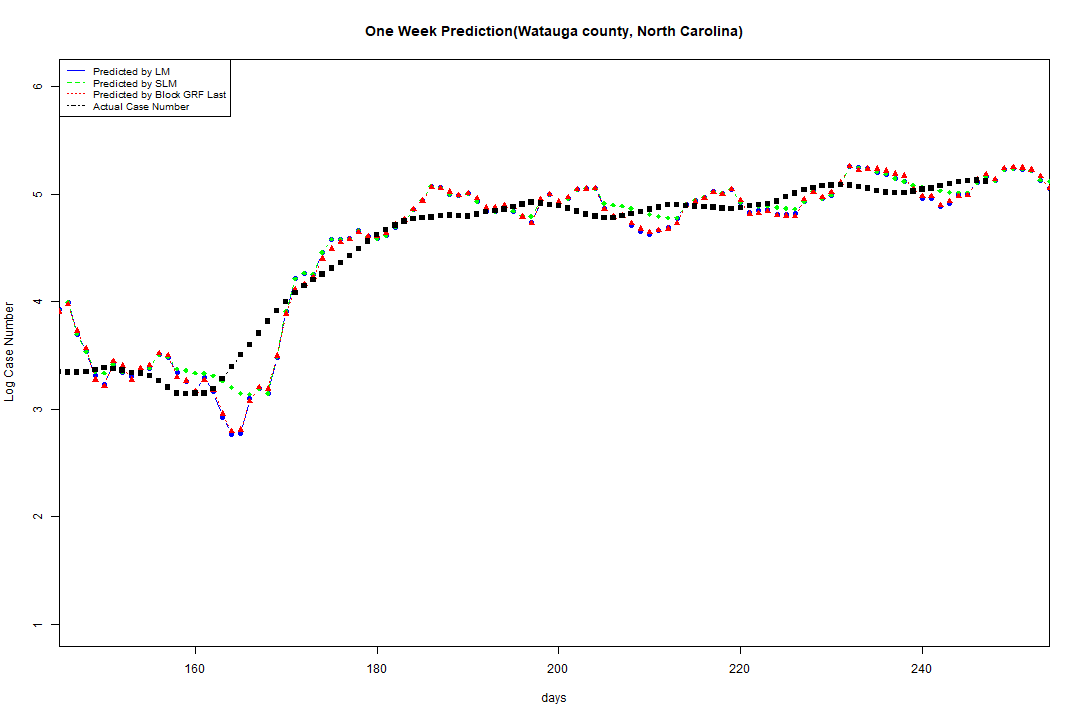 One Week Prediction(Watauga county, North Carolina)
Predicted by LM
Predicted by SLM
Predicted by Block GRF Last
Actual Case Number
Log Case Number
6
5
4
3
2
1
160 180 200 220 240
days